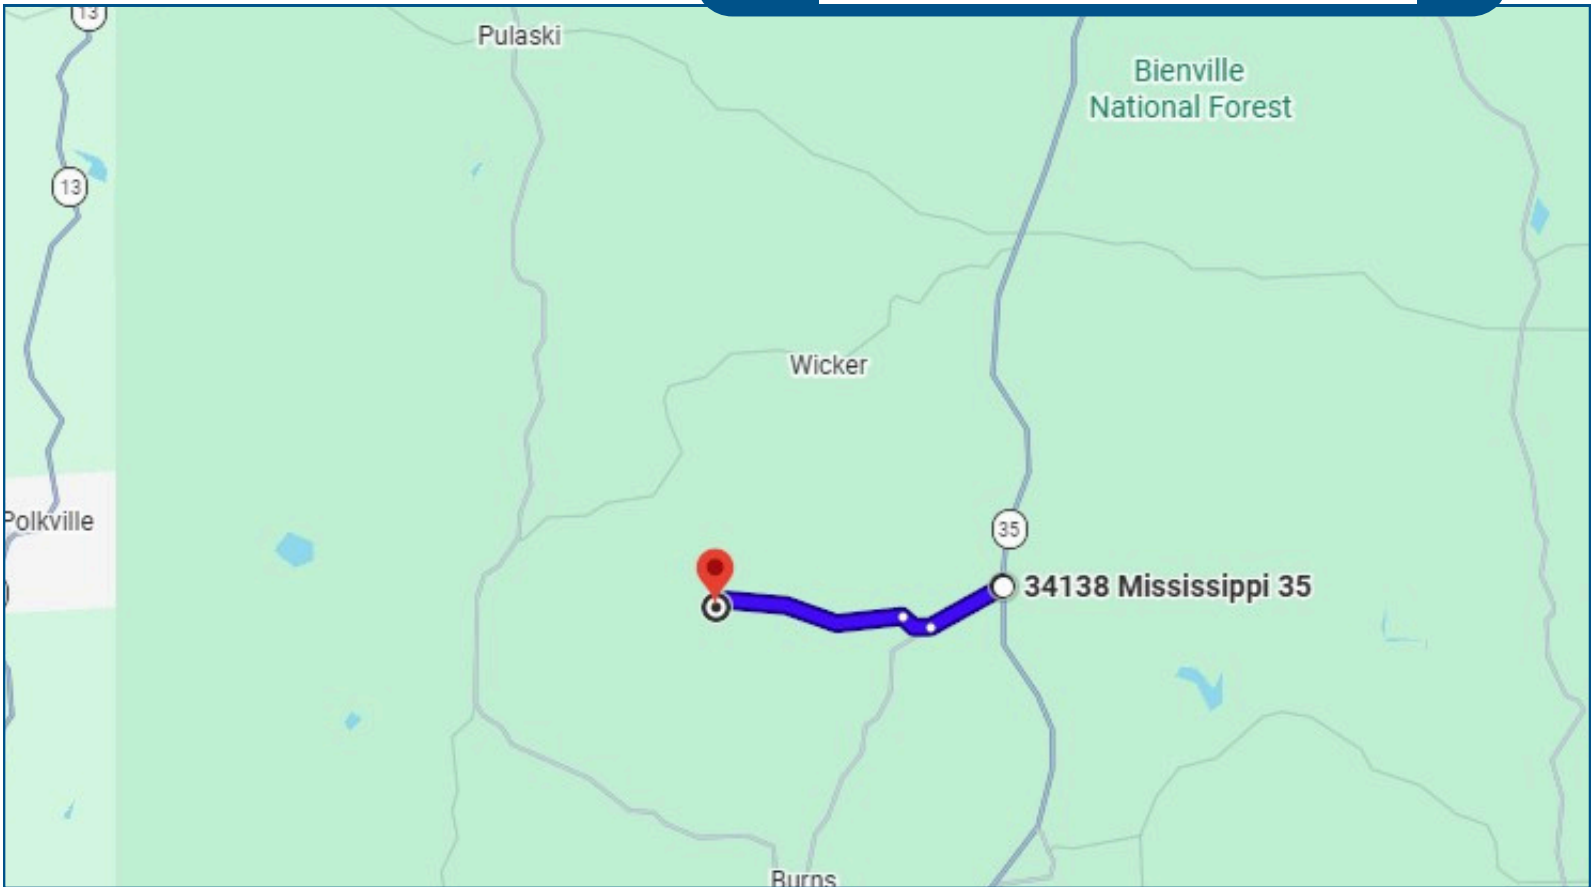 13
Pulaski
Bienville
National Forest
13
Wicker
Polkville
35
34138 Mississippi 35
Burns